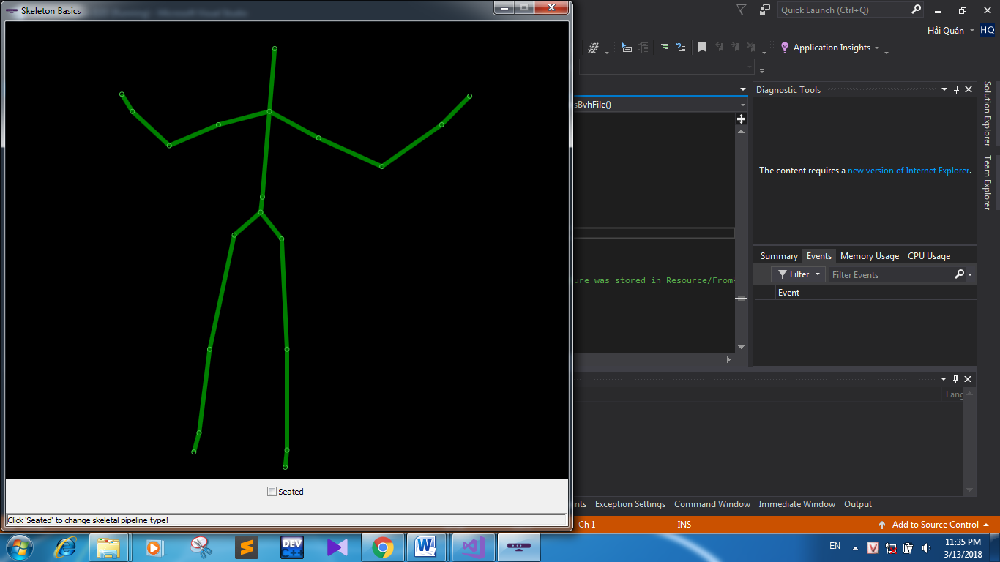 Skeleton Basics
Quick Launch (Ctrl+Q)
Hải Quân
HQ
Application Insights
Diagnostic Tools
Solution Explorer
Team Explorer
sBvhFile()
The content requires a new version of Internet Explorer.
Summary Events Memory Usage CPU Usage
Filter
Filter Events
Event
ure was stored in Resource/From
Lang
Seated
nts Exception Settings Command Window Immediate Window Output
Click 'Seated' to change skeletal pipeline type!
Ch 1
INS
Add to Source Control
DEV
C++
W
EN
V
11:35 PM
3/13/2018